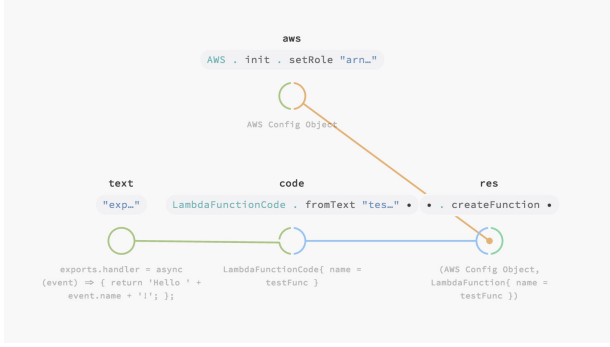 aws
AWS . init . setRole "arn…"
AWS Config Object
text
code
res
"exp…"
LambdaFunctionCode . fromText "tes…" •
• . createFunction •
exports.handler = async
(event) ⇒ { return 'Hello ' +
event.name + '!'; };
LambdaFunctionCode{ name =
testFunc }
(AWS Config Object,
LambdaFunction{ name =
testFunc })